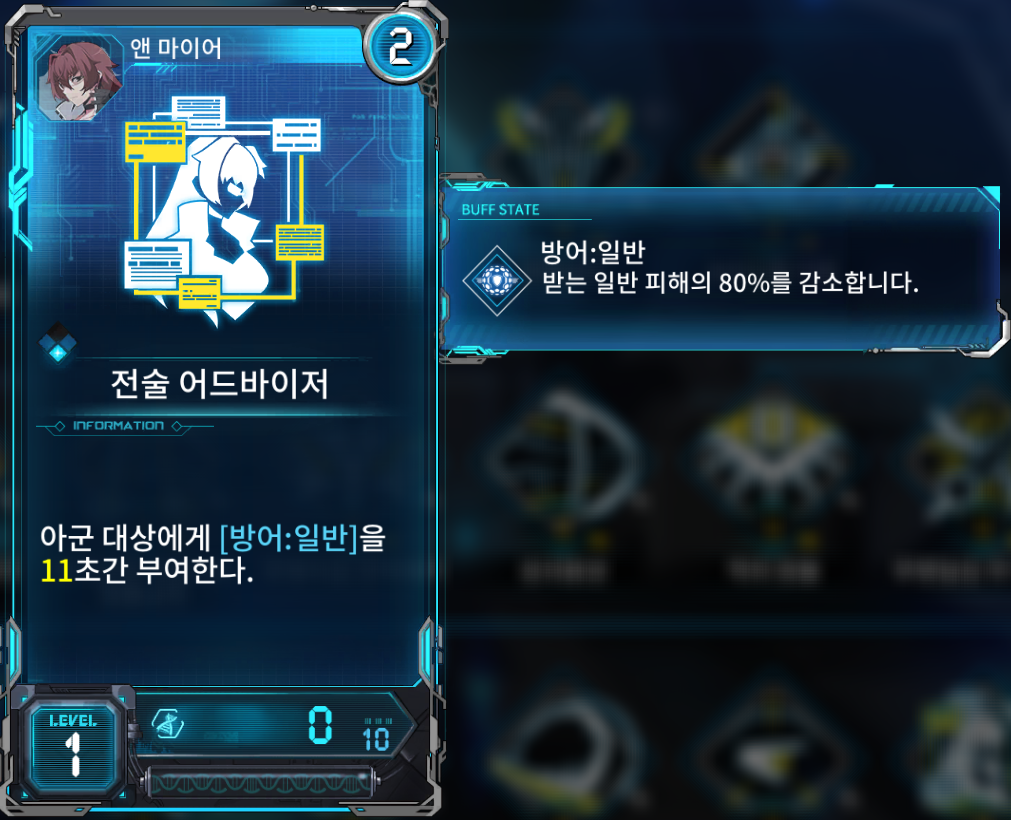 앤 마이어
2
전술 어드바이저
INFORMATION
아군 대상에게 [방어:일반]을
11초간 부여한다.
LEVEL
1
0
10
BUFF STATE
방어:일반
받는 일반 피해의 80%를 감소합니다.